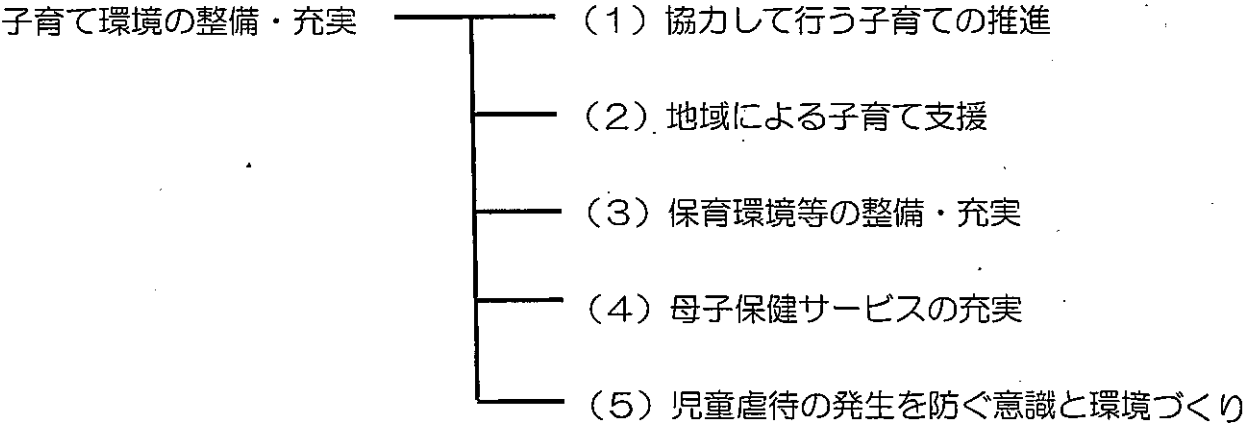 子育て環境の整備・充実
（１）協力して行う子育ての推進
（２）地域による子育て支援
（３）保育環境等の整備・充実
（４）母子保健サービスの充実
（５）児童虐待の発生を防ぐ意識と環境づくり